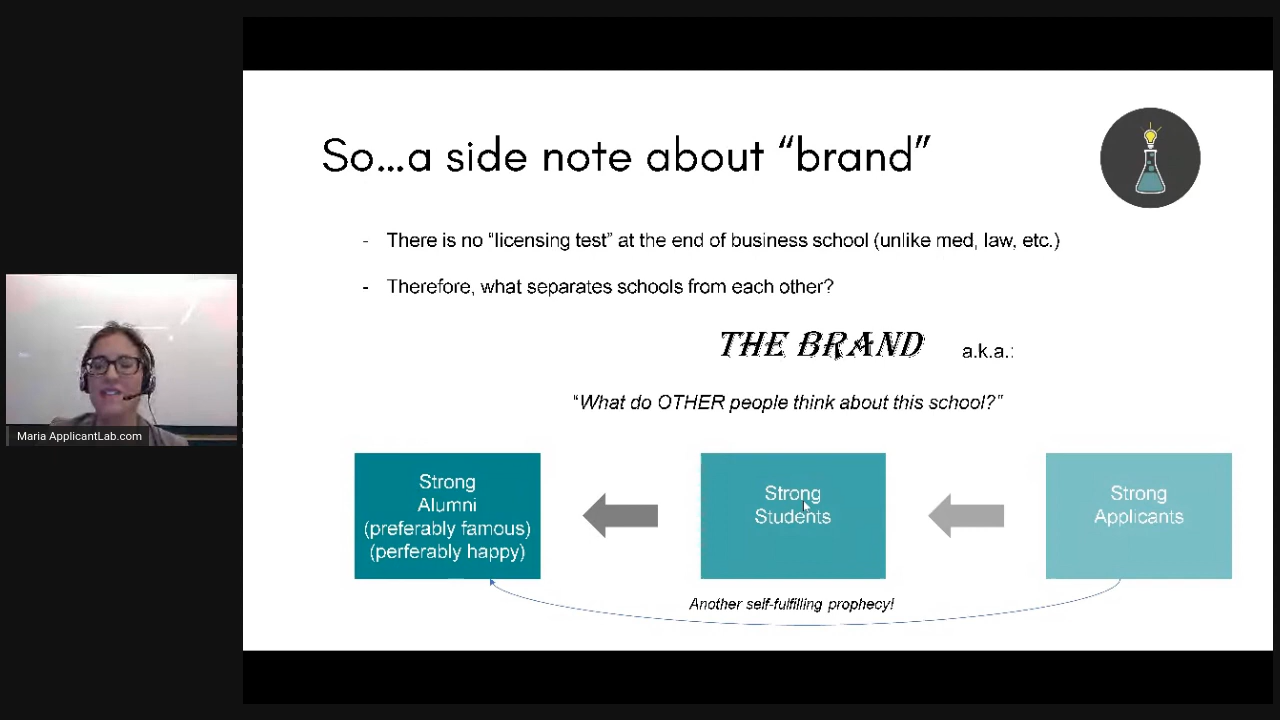 So...a side note about “brand”
- There is no “licensing test” at the end of business school (unlike med, law, etc.)
- Therefore, what separates schools from each other?
THE BRAND a.k.a.:
“What do OTHER people think about this school?”
Strong
Alumni
(preferably famous)
(perferably happy)
Strong
Students
Strong
Applicants
Another self-fulfilling prophecy!
Maria ApplicantLab.com